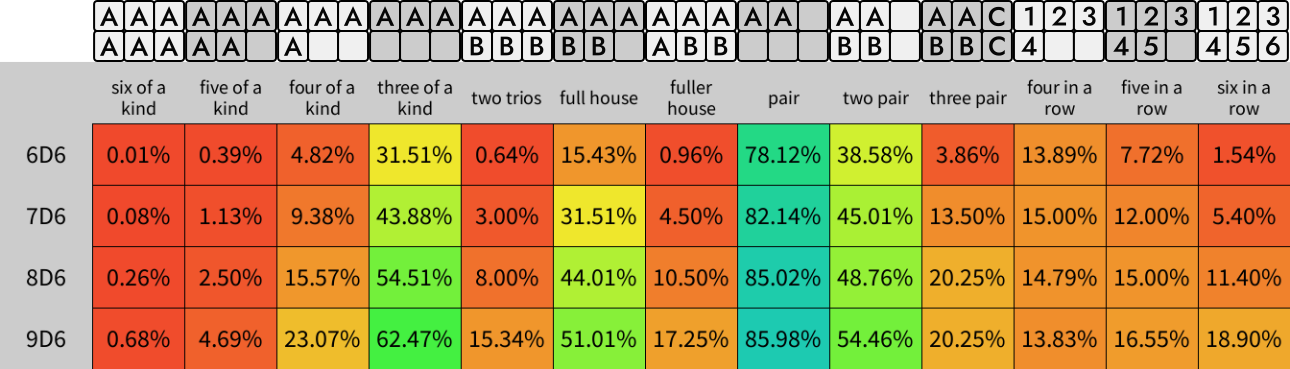 A A A A A A A A A A A A A A A A A A A A A A A A A A A C 1 2 3 1 2 3 1 2 3
A A A A A A B B B B B A B B B B B B C 4 4 5 4 5 6
six of a kind five of a kind four of a kind three of a kind two trios full house fuller house pair two pair three pair four in a row five in a row six in a row
6D6 0.01% 0.39% 4.82% 31.51% 0.64% 15.43% 0.96% 78.12% 38.58% 3.86% 13.89% 7.72% 1.54%
7D6 0.08% 1.13% 9.38% 43.88% 3.00% 31.51% 4.50% 82.14% 45.01% 13.50% 15.00% 12.00% 5.40%
8D6 0.26% 2.50% 15.57% 54.51% 8.00% 44.01% 10.50% 85.02% 48.76% 20.25% 14.79% 15.00% 11.40%
9D6 0.68% 4.69% 23.07% 62.47% 15.34% 51.01% 17.25% 85.98% 54.46% 20.25% 13.83% 16.55% 18.90%